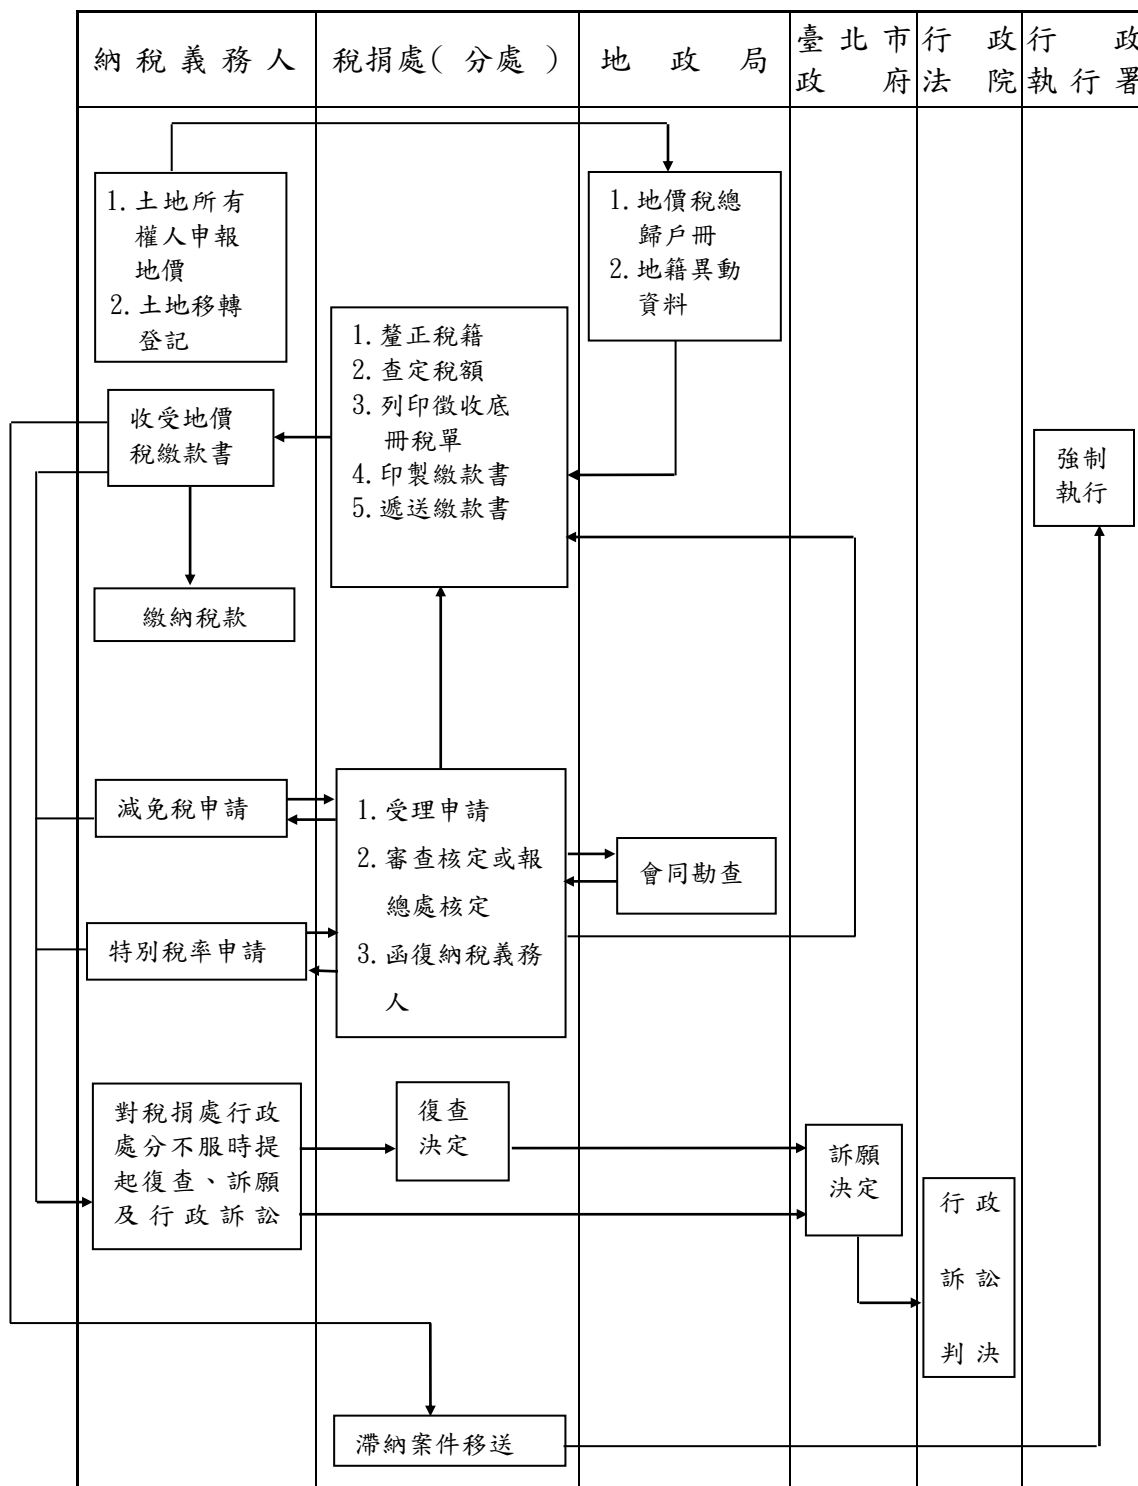 納稅義務人
稅捐處(分處)
地政局
臺北市
政府
行政
法院
行政
執行署
1.土地所有
權人申報
地價
2.土地移轉
登記
1.地價稅總
歸戶冊
2.地籍異動
資料
1.釐正稅籍
2.查定稅額
3.列印徵收底
冊稅單
4.印製繳款書
5.遞送繳款書
收受地價
稅繳款書
強制
執行
繳納稅款
減免稅申請
1.受理申請
2.審查核定或報
總處核定
3.函復納稅義務
人
會同勘查
特別稅率申請
對稅捐處行政
處分不服時提
起復查、訴願
及行政訴訟
復查
決定
訴願
決定
行政
訴訟
判決
滯納案件移送